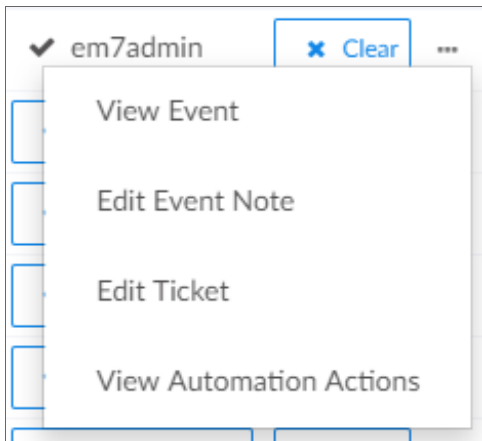 em7admin Clear
View Event
Edit Event Note
Edit Ticket
View Automation Actions